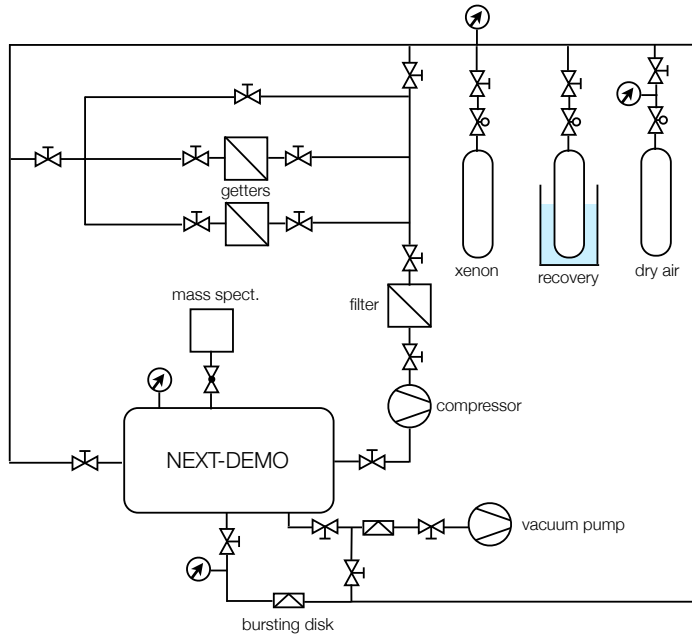 getters
xenon
recovery
dry air
mass spect.
filter
compressor
NEXT-DEMO
vacuum pump
bursting disk